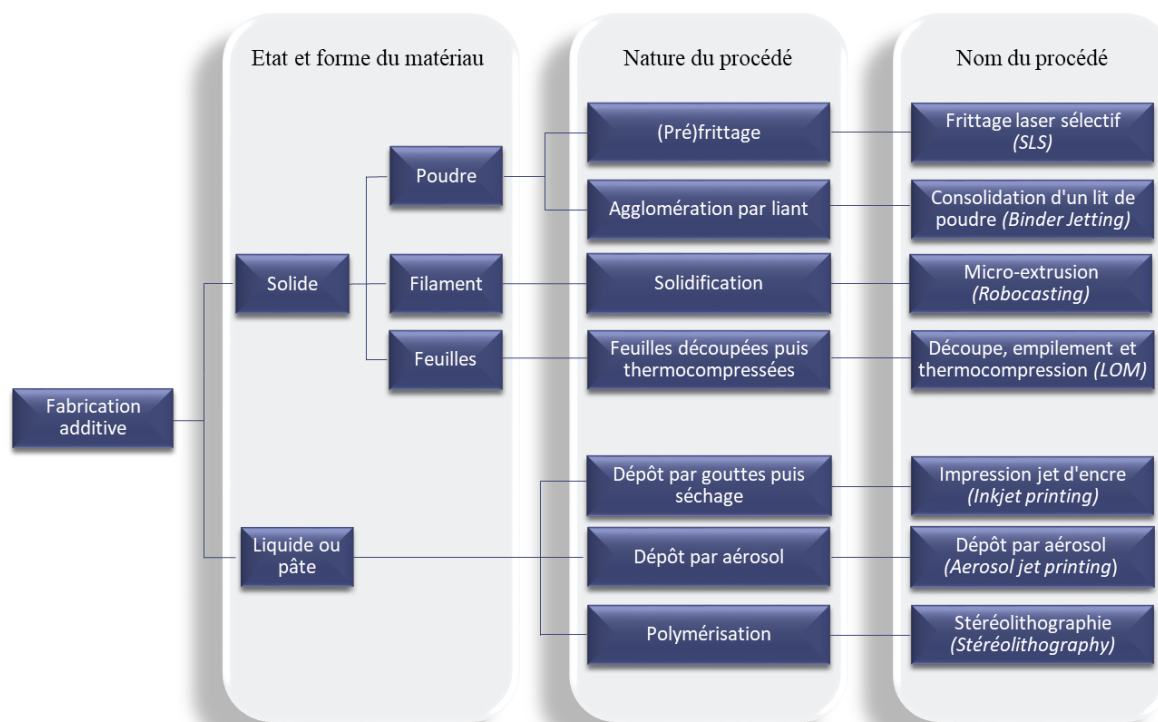 Etat et forme du matériau
Nature du procédé
Nom du procédé
(Pré)frittage
Frittage laser sélectif
(SLS)
Poudre
Agglomération par liant
Consolidation d'un lit de
poudre (Binder Jetting)
Solide
Filament
Solidification
Micro-extrusion
(Robocasting)
Feuilles
Feuilles découpées puis
thermocompressées
Découpe, empilement et
thermocompression (LOM)
Fabrication
additive
Dépôt par gouttes puis
séchage
Impression jet d'encre
(Inkjet printing)
Liquide ou
pâte
Dépôt par aérosol
Dépôt par aérosol
(Aerosol jet printing)
Polymérisation
Stéréolithographie
(Stéréolithography)